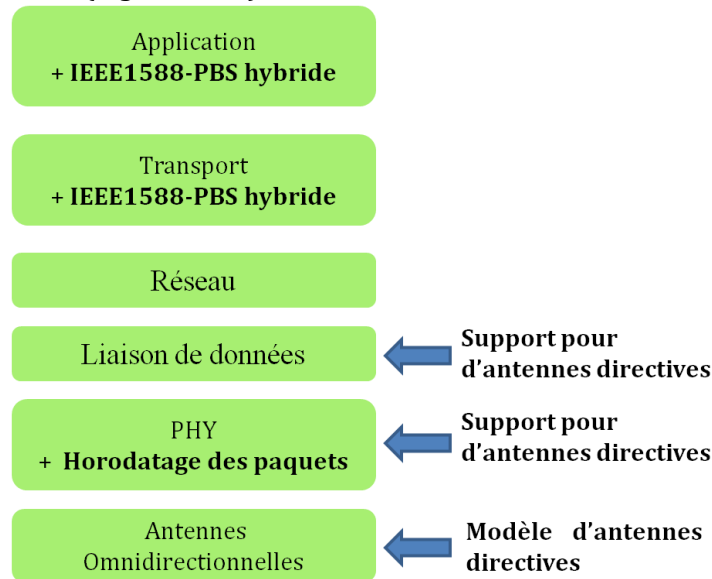 Application
+ IEEE1588-PBS hybride
Transport
+ IEEE1588-PBS hybride
Réseau
Liaison de données
Support pour
d'antennes directives
PHY
+ Horodatage des paquets
Support pour
d'antennes directives
Antennes
Omnidirectionnelles
Modèle d'antennes
directives